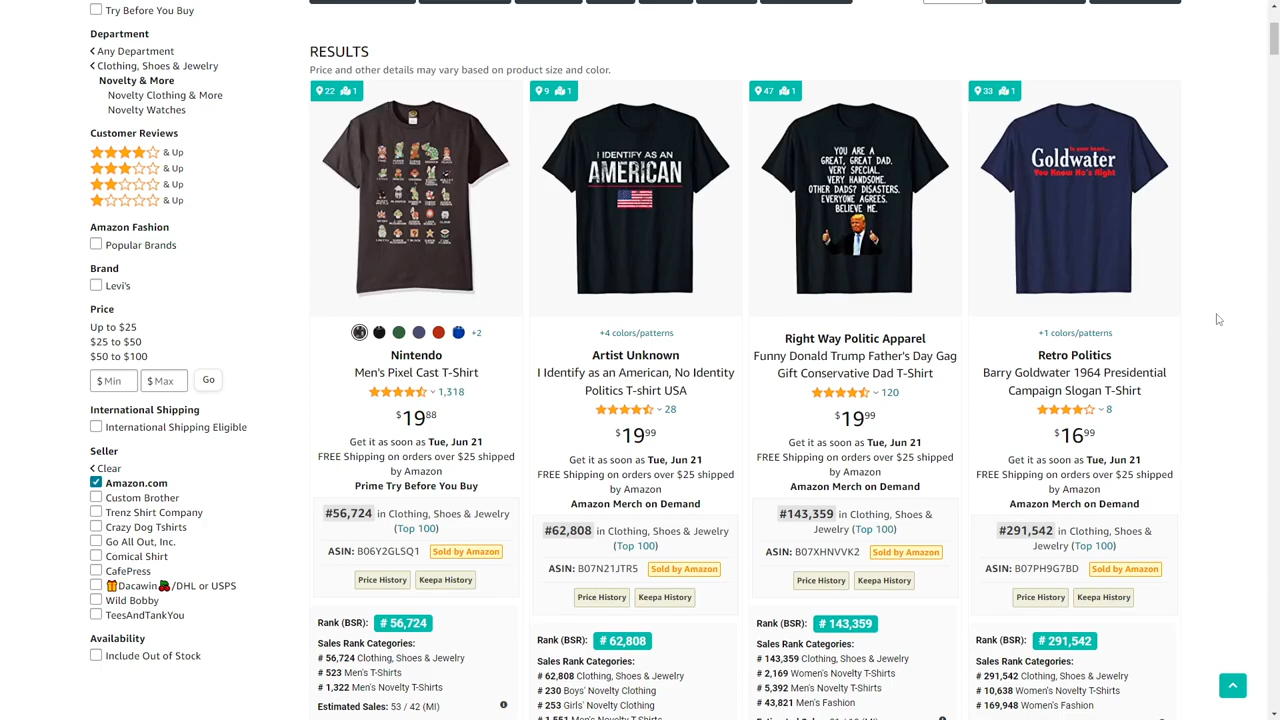 Try Before You Buy
Department
Any Department
Clothing, Shoes & Jewelry
Novelty & More
Novelty Clothing & More
Novelty Watches
Customer Reviews
& Up
& Up
& Up
& Up
Amazon Fashion
Popular Brands
Brand
Levi's
Price
Up to $25
$25 to $50
$50 to $100
$ Min
$ Max
Go
International Shipping
International Shipping Eligible
Seller
Clear
Amazon.com
Custom Brother
Trenz Shirt Company
Crazy Dog Tshirts
Go All Out, Inc.
Comical Shirt
CafePress
🎁Dacawin🍒/DHL or USPS
Wild Bobby
TeesAndTankYou
Availability
Include Out of Stock
RESULTS
Price and other details may vary based on product size and color.
22 1
+2
Nintendo
Men's Pixel Cast T-Shirt
1,318
$19 88
Get it as soon as Tue, Jun 21
FREE Shipping on orders over $25 shipped
by Amazon
Prime Try Before You Buy
#56,724 in Clothing, Shoes & Jewelry
(Top 100)
ASIN: B06Y2GLSQ1 Sold by Amazon
Price History Keepa History
Rank (BSR): # 56,724
Sales Rank Categories:
# 56,724 Clothing, Shoes & Jewelry
# 523 Men's T-Shirts
# 1,322 Men's Novelty T-Shirts
Estimated Sales: 53 / 42 (MI)
9 1
I IDENTIFY AS AN
AMERICAN
+4 colors/patterns
Artist Unknown
I Identify as an American, No Identity
Politics T-shirt USA
28
$19 99
Get it as soon as Tue, Jun 21
FREE Shipping on orders over $25 shipped
by Amazon
Amazon Merch on Demand
#62,808 in Clothing, Shoes & Jewelry
(Top 100)
ASIN: B07N21JTR5 Sold by Amazon
Price History Keepa History
Rank (BSR): # 62,808
Sales Rank Categories:
# 62,808 Clothing, Shoes & Jewelry
# 230 Boys' Novelty Clothing
# 253 Girls' Novelty Clothing
# 1,551 Men's Novelty T-Shirts
47 1
YOU ARE A
GREAT, GREAT DAD.
VERY SPECIAL.
VERY HANDSOME.
OTHER DADS? DISASTERS.
EVERYONE AGREES.
BELIEVE ME.
Right Way Politic Apparel
Funny Donald Trump Father's Day Gag
Gift Conservative Dad T-Shirt
120
$19 99
Get it as soon as Tue, Jun 21
FREE Shipping on orders over $25 shipped
by Amazon
Amazon Merch on Demand
#143,359 in Clothing, Shoes &
Jewelry (Top 100)
ASIN: B07XHNVVK2 Sold by Amazon
Price History Keepa History
Rank (BSR): # 143,359
Sales Rank Categories:
# 143,359 Clothing, Shoes & Jewelry
# 2,169 Women's Novelty T-Shirts
# 5,392 Men's Novelty T-Shirts
# 43,821 Men's Fashion
33 1
In your heart...
Goldwater
You Know He's Right
+1 colors/patterns
Retro Politics
Barry Goldwater 1964 Presidential
Campaign Slogan T-Shirt
8
$16 99
Get it as soon as Tue, Jun 21
FREE Shipping on orders over $25 shipped
by Amazon
Amazon Merch on Demand
#291,542 in Clothing, Shoes &
Jewelry (Top 100)
ASIN: B07PH9G7BD Sold by Amazon
Price History Keepa History
Rank (BSR): # 291,542
Sales Rank Categories:
# 291,542 Clothing, Shoes & Jewelry
# 10,638 Women's Novelty T-Shirts
# 169,948 Women's Fashion